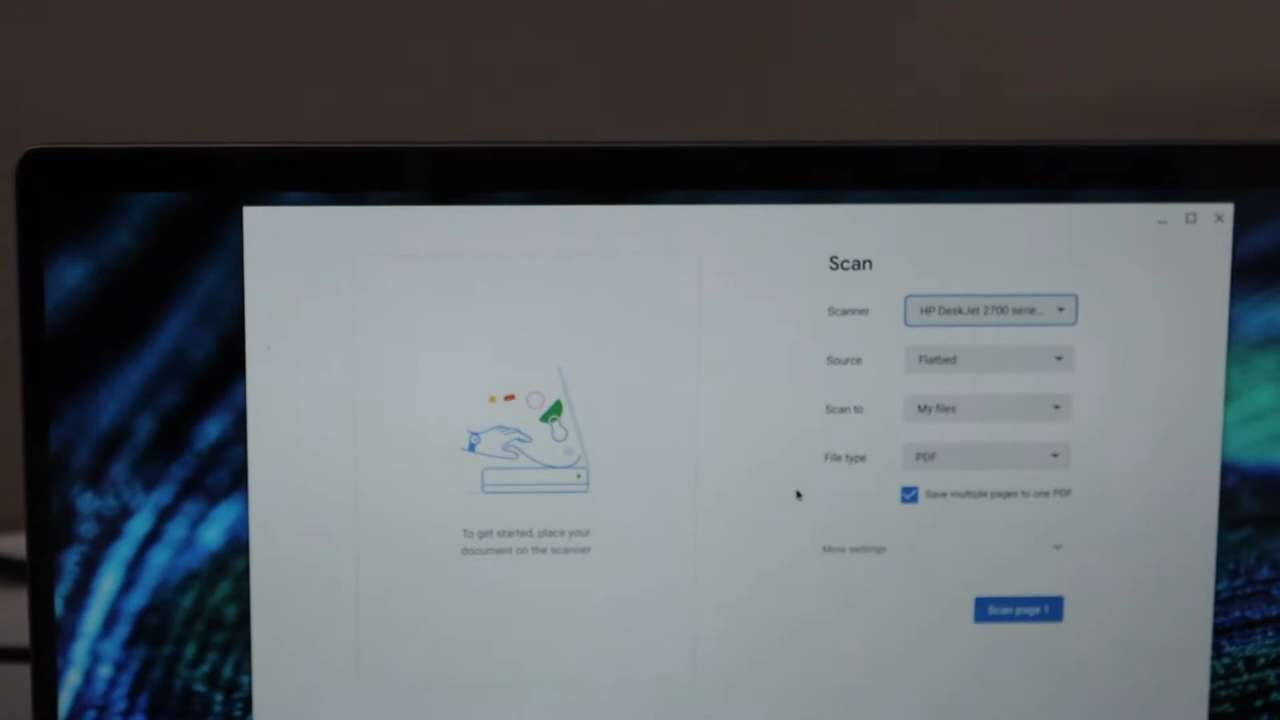 Scan
Scanner HP DeskJet 2700 serie...
Source Flatbed
Scan to My files
File type PDF
Save multiple pages to one PDF
To get started, place your
document on the scanner
More settings
Scan page 1